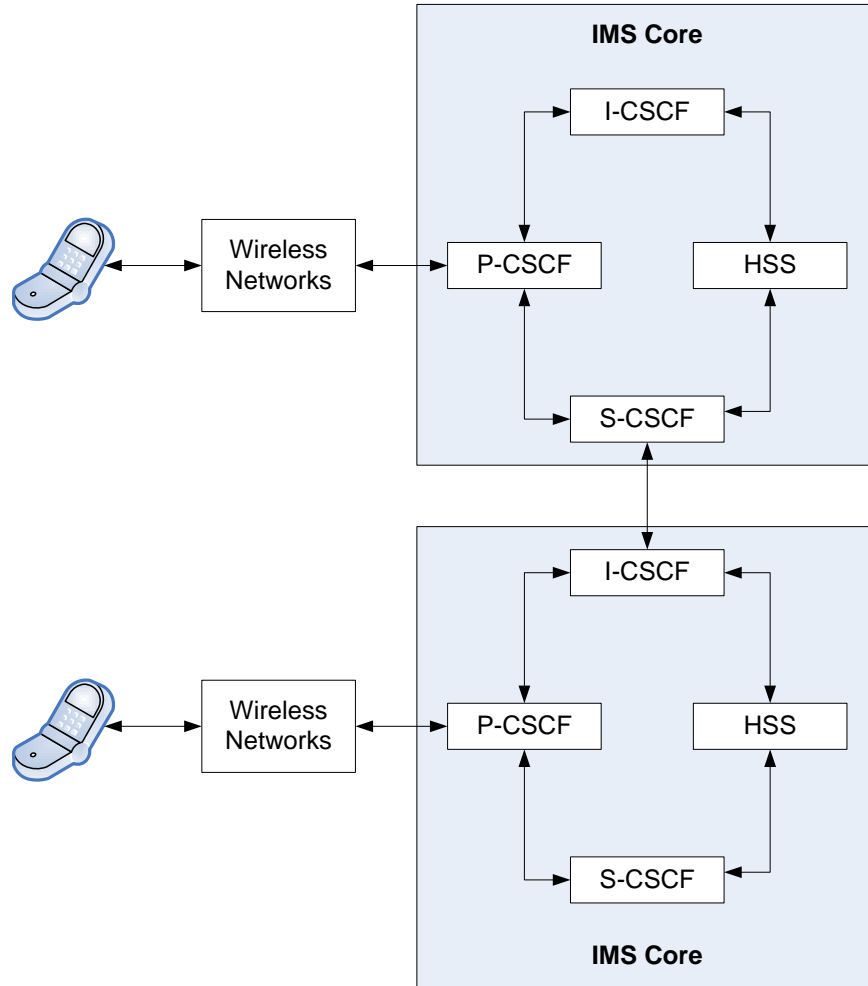 IMS Core
I-CSCF
Wireless
Networks
P-CSCF
HSS
S-CSCF
I-CSCF
Wireless
Networks
P-CSCF
HSS
S-CSCF
IMS Core